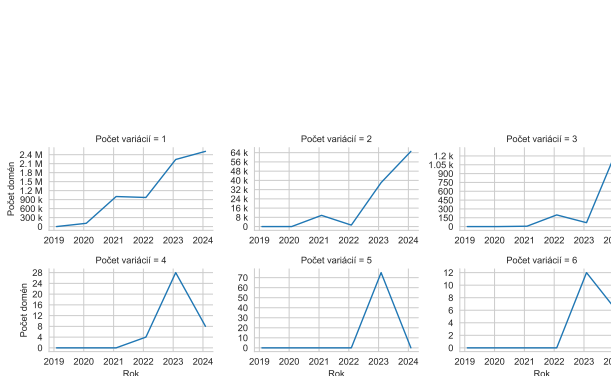 Počet variácií = 1
Počet variácií = 2
Počet variácií = 3
Počet domén
2.4 M
2.1 M
1.8 M
1.5 M
1.2 M
900 k
600 k
300 k
0
64 k
56 k
48 k
40 k
32 k
24 k
16 k
8 k
0
1.2 k
1.05 k
900
750
600
450
300
150
0
2019 2020 2021 2022 2023 2024
2019 2020 2021 2022 2023 2024
2019 2020 2021 2022 2023
Počet variácií = 4
Počet variácií = 5
Počet variácií = 6
Počet domén
28
24
20
16
12
8
4
0
70
60
50
40
30
20
10
0
12
10
8
6
4
2
0
2019 2020 2021 2022 2023 2024
2019 2020 2021 2022 2023 2024
2019 2020 2021 2022 2023
Rok
Rok
Rok